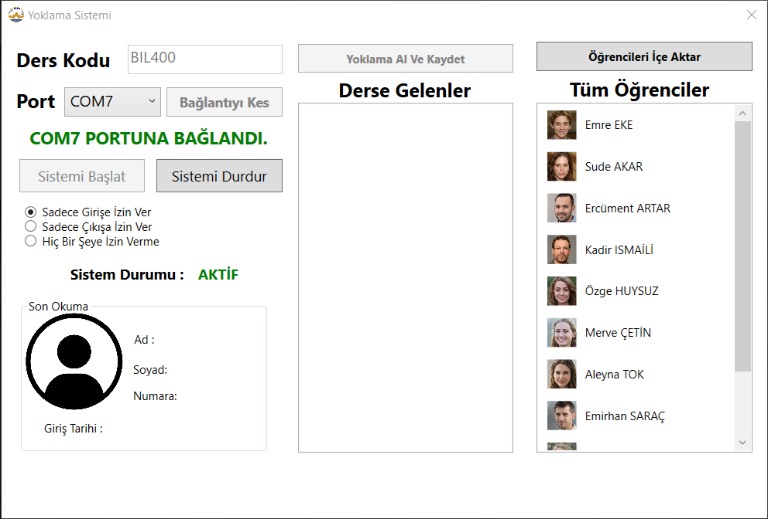 Yoklama Sistemi
Ders Kodu
BIL400
Port
COM7
Bağlantıyı Kes
COM7 PORTUNA BAĞLANDI.
Sistemi Başlat
Sistemi Durdur
Sadece Girişe İzin Ver
Sadece Çıkışa İzin Ver
Hiç Bir Şeye İzin Verme
Sistem Durumu : AKTİF
Son Okuma
Ad :
Soyad:
Numara:
Giriş Tarihi :
Yoklama Al Ve Kaydet
Derse Gelenler
Öğrencileri İçe Aktar
Tüm Öğrenciler
Emre EKE
Sude AKAR
Ercüment ARTAR
Kadir ISMAİLİ
Özge HUYSUZ
Merve ÇETİN
Aleyna TOK
Emirhan SARAÇ